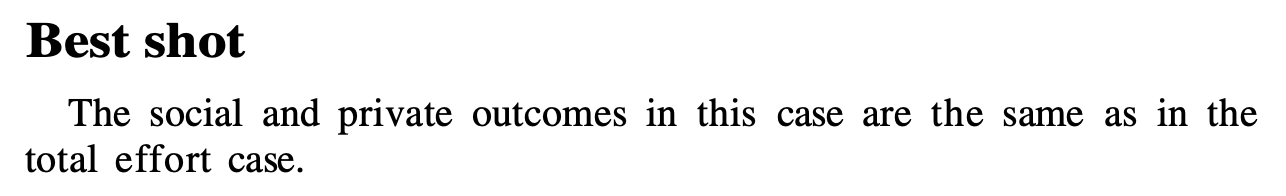 Best shot
The social and private outcomes in this case are the same as in the
total effort case.